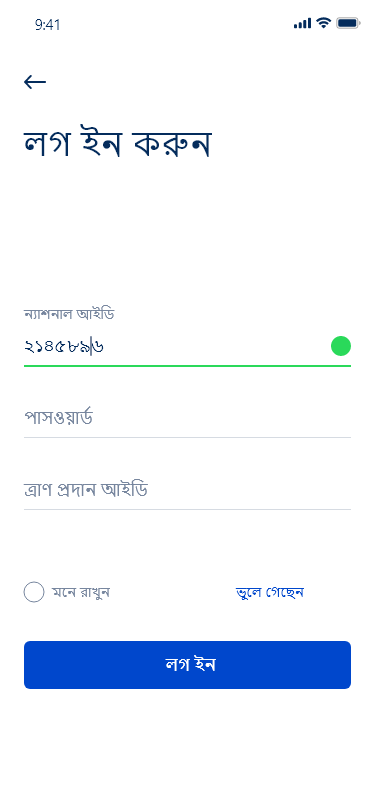 9:41
লগ ইন করুন
ন্যাশনাল আইডি
২১৪৫৮৯৬
পাসওয়ার্ড
ত্রাণ প্রদান আইডি
মনে রাখুন
ভুলে গেছেন
লগ ইন